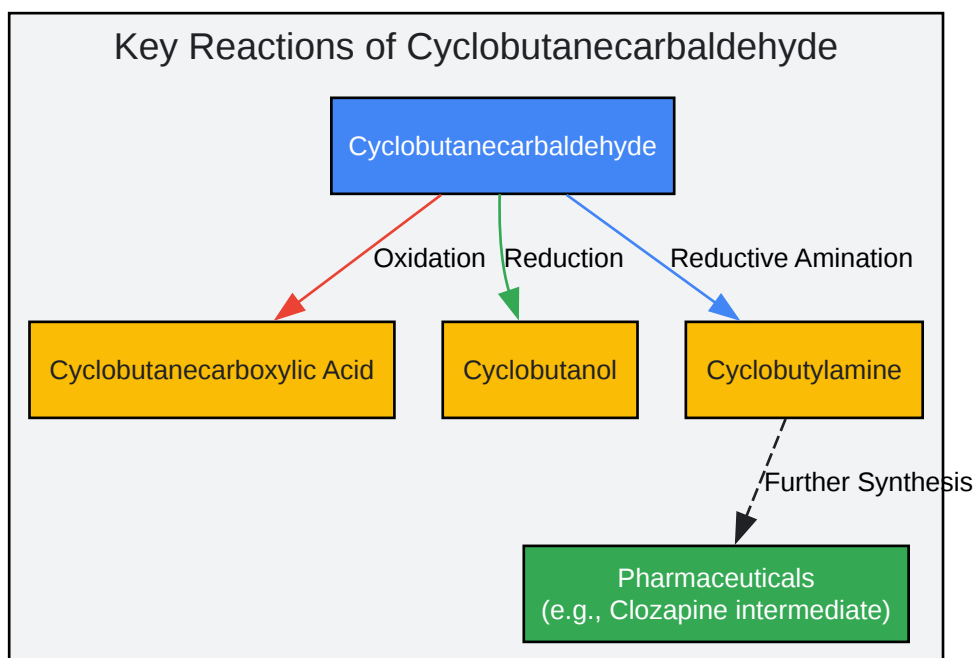 Key Reactions of Cyclobutanecarbaldehyde
Cyclobutanecarbaldehyde
Oxidation
Reduction
Reductive Amination
Cyclobutanecarboxylic Acid
Cyclobutanol
Cyclobutylamine
Further Synthesis
Pharmaceuticals
(e.g., Clozapine intermediate)